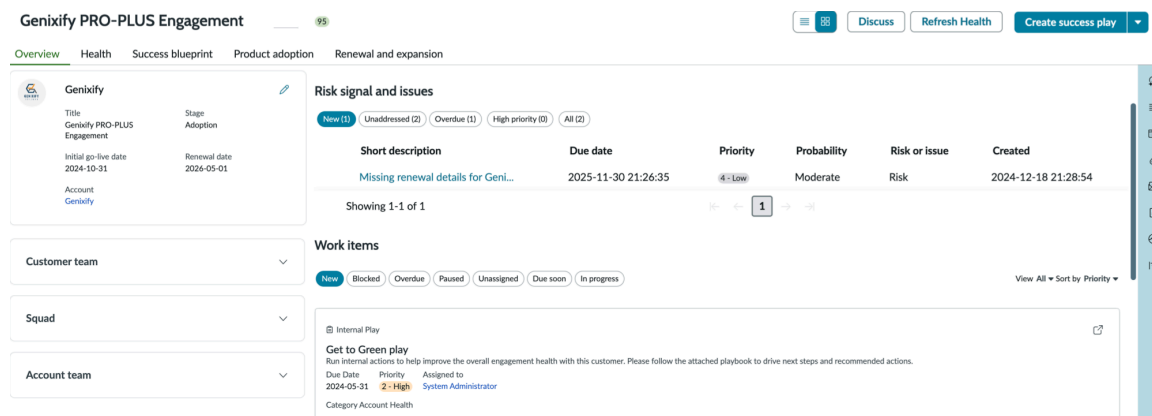 Genixify PRO-PLUS Engagement 95
Discuss Refresh Health Create success play
Overview Health Success blueprint Product adoption Renewal and expansion
Genixify
Title Stage
Genixify PRO-PLUS Engagement Adoption
Initial go-live date Renewal date
2024-10-31 2026-05-01
Account
Genixify
Customer team
Squad
Account team
Risk signal and issues
New (1) Unaddressed (2) Overdue (1) High priority (0) All (2)
Short description Due date Priority Probability Risk or issue Created
Missing renewal details for Geni... 2025-11-30 21:26:35 4 - Low Moderate Risk 2024-12-18 21:28:54
Showing 1-1 of 1 1
Work items
New Blocked Overdue Paused Unassigned Due soon In progress View All Sort by Priority
Internal Play
Get to Green play
Run internal actions to help improve the overall engagement health with this customer. Please follow the attached playbook to drive next steps and recommended actions.
Due Date Priority Assigned to
2024-05-31 2 - High System Administrator
Category Account Health